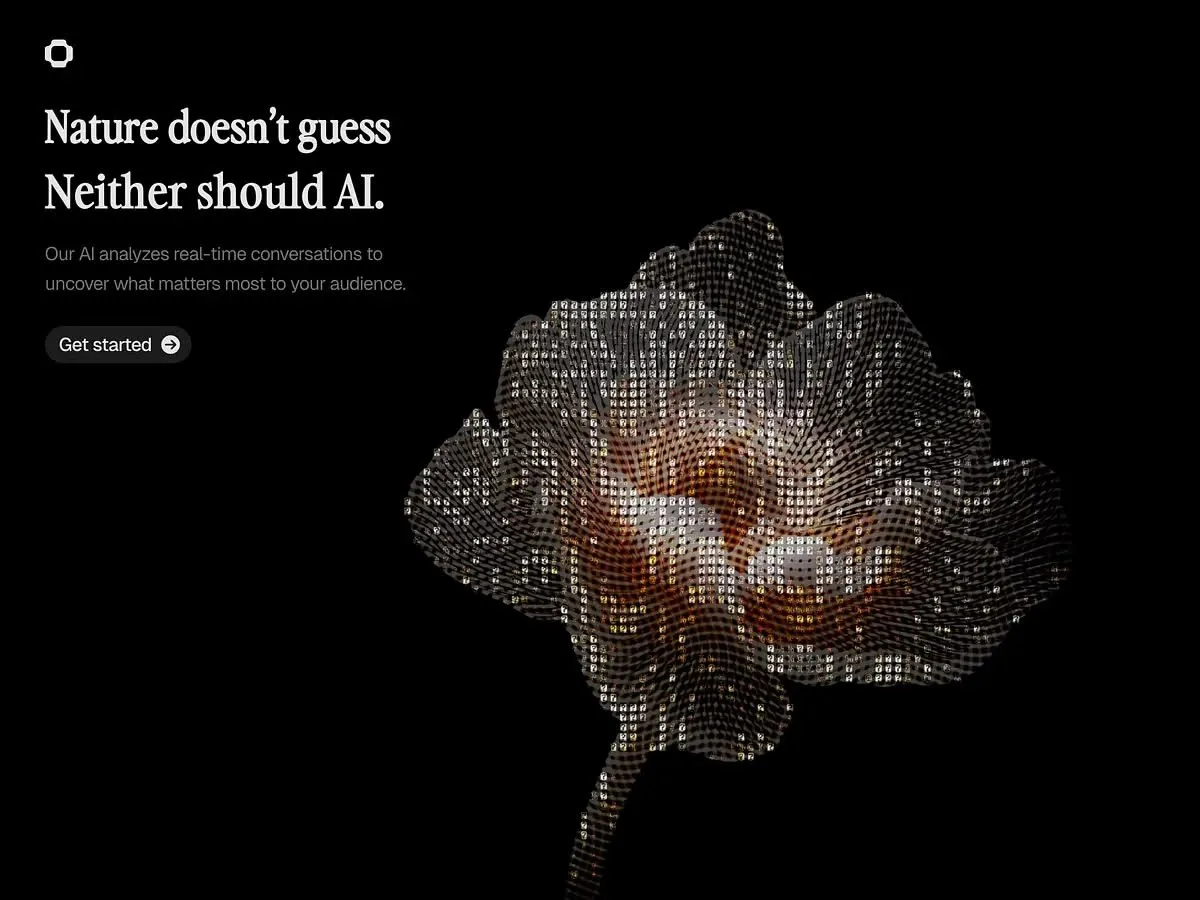 Nature doesn’t guess
Neither should AI.
Our AI analyzes real-time conversations to
uncover what matters most to your audience.
Get started